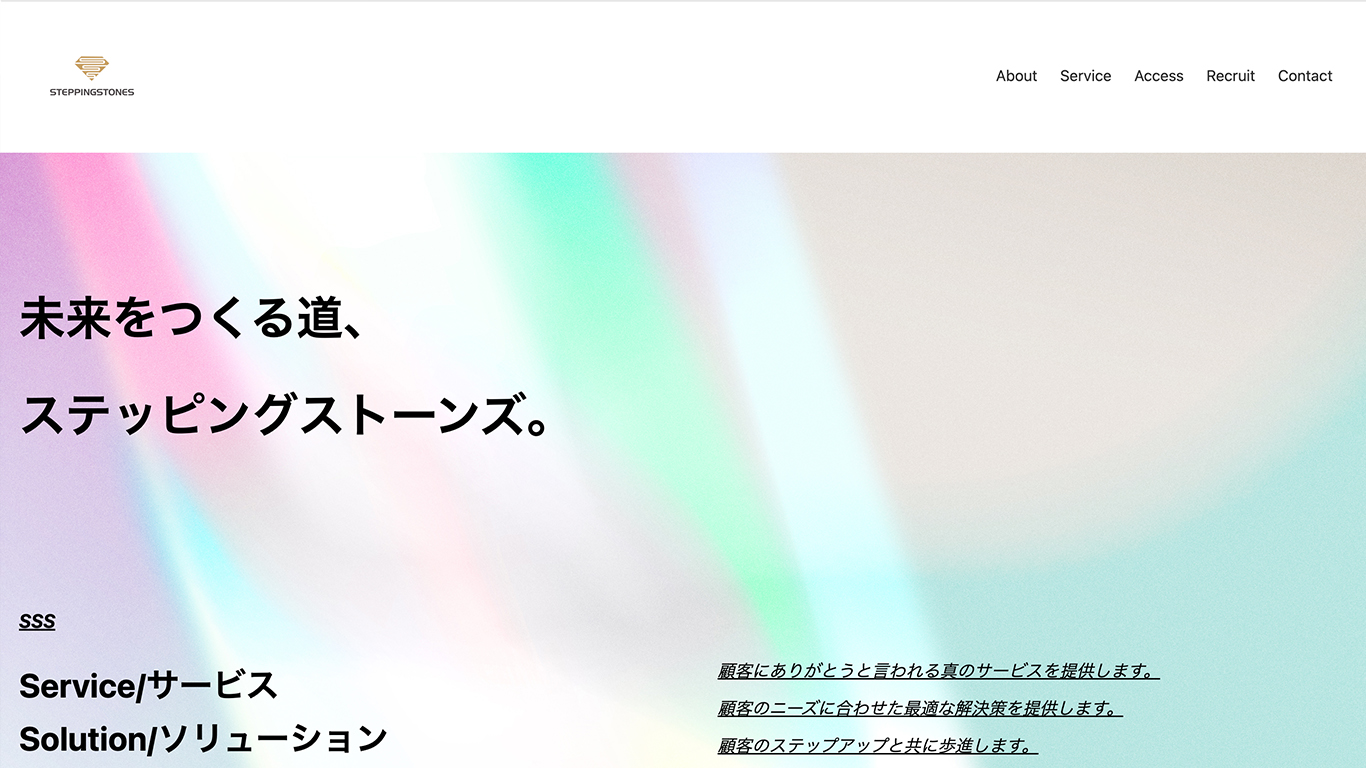 STEPPINGSTONES
About Service Access Recruit Contact
未来をつくる道、
ステッピングストーンズ。
SSS
Service/サービス
Solution/ソリューション
顧客にありがとうと言われる真のサービスを提供します。
顧客のニーズに合わせた最適な解決策を提供します。
顧客のステップアップと共に歩進します。